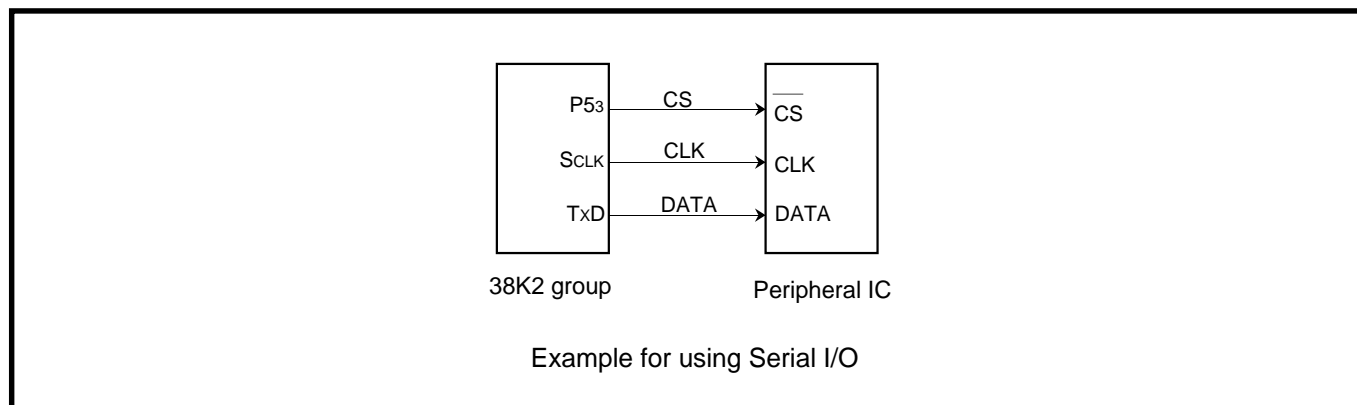 P53 CS CS
SCLK CLK CLK
TXD DATA DATA
38K2 group Peripheral IC
Example for using Serial I/O